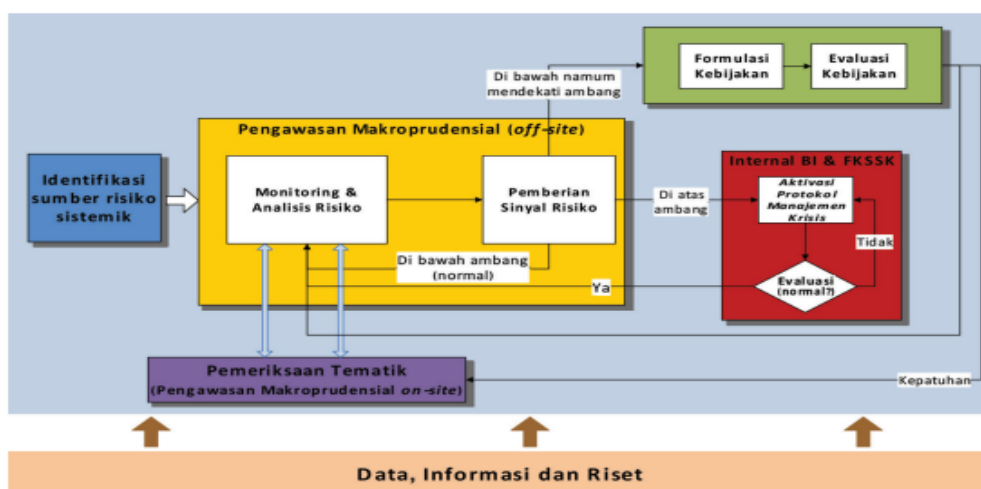 Identifikasi
sumber risiko
sistemik
Pengawasan Makroprudensial (off-site)
Monitoring &
Analisis Risiko
Pemberian
Sinyal Risiko
Di bawah ambang
(normal)
Di bawah namum
mendekati ambang
Formulasi
Kebijakan
Evaluasi
Kebijakan
Di atas
ambang
Internal BI & FKSSK
Aktivasi
Protokol
Manajemen
Krisis
Tidak
Evaluasi
(normal?)
Ya
Pemeriksaan Tematik
(Pengawasan Makroprudensial on-site)
Kepatuhan
Data, Informasi dan Riset